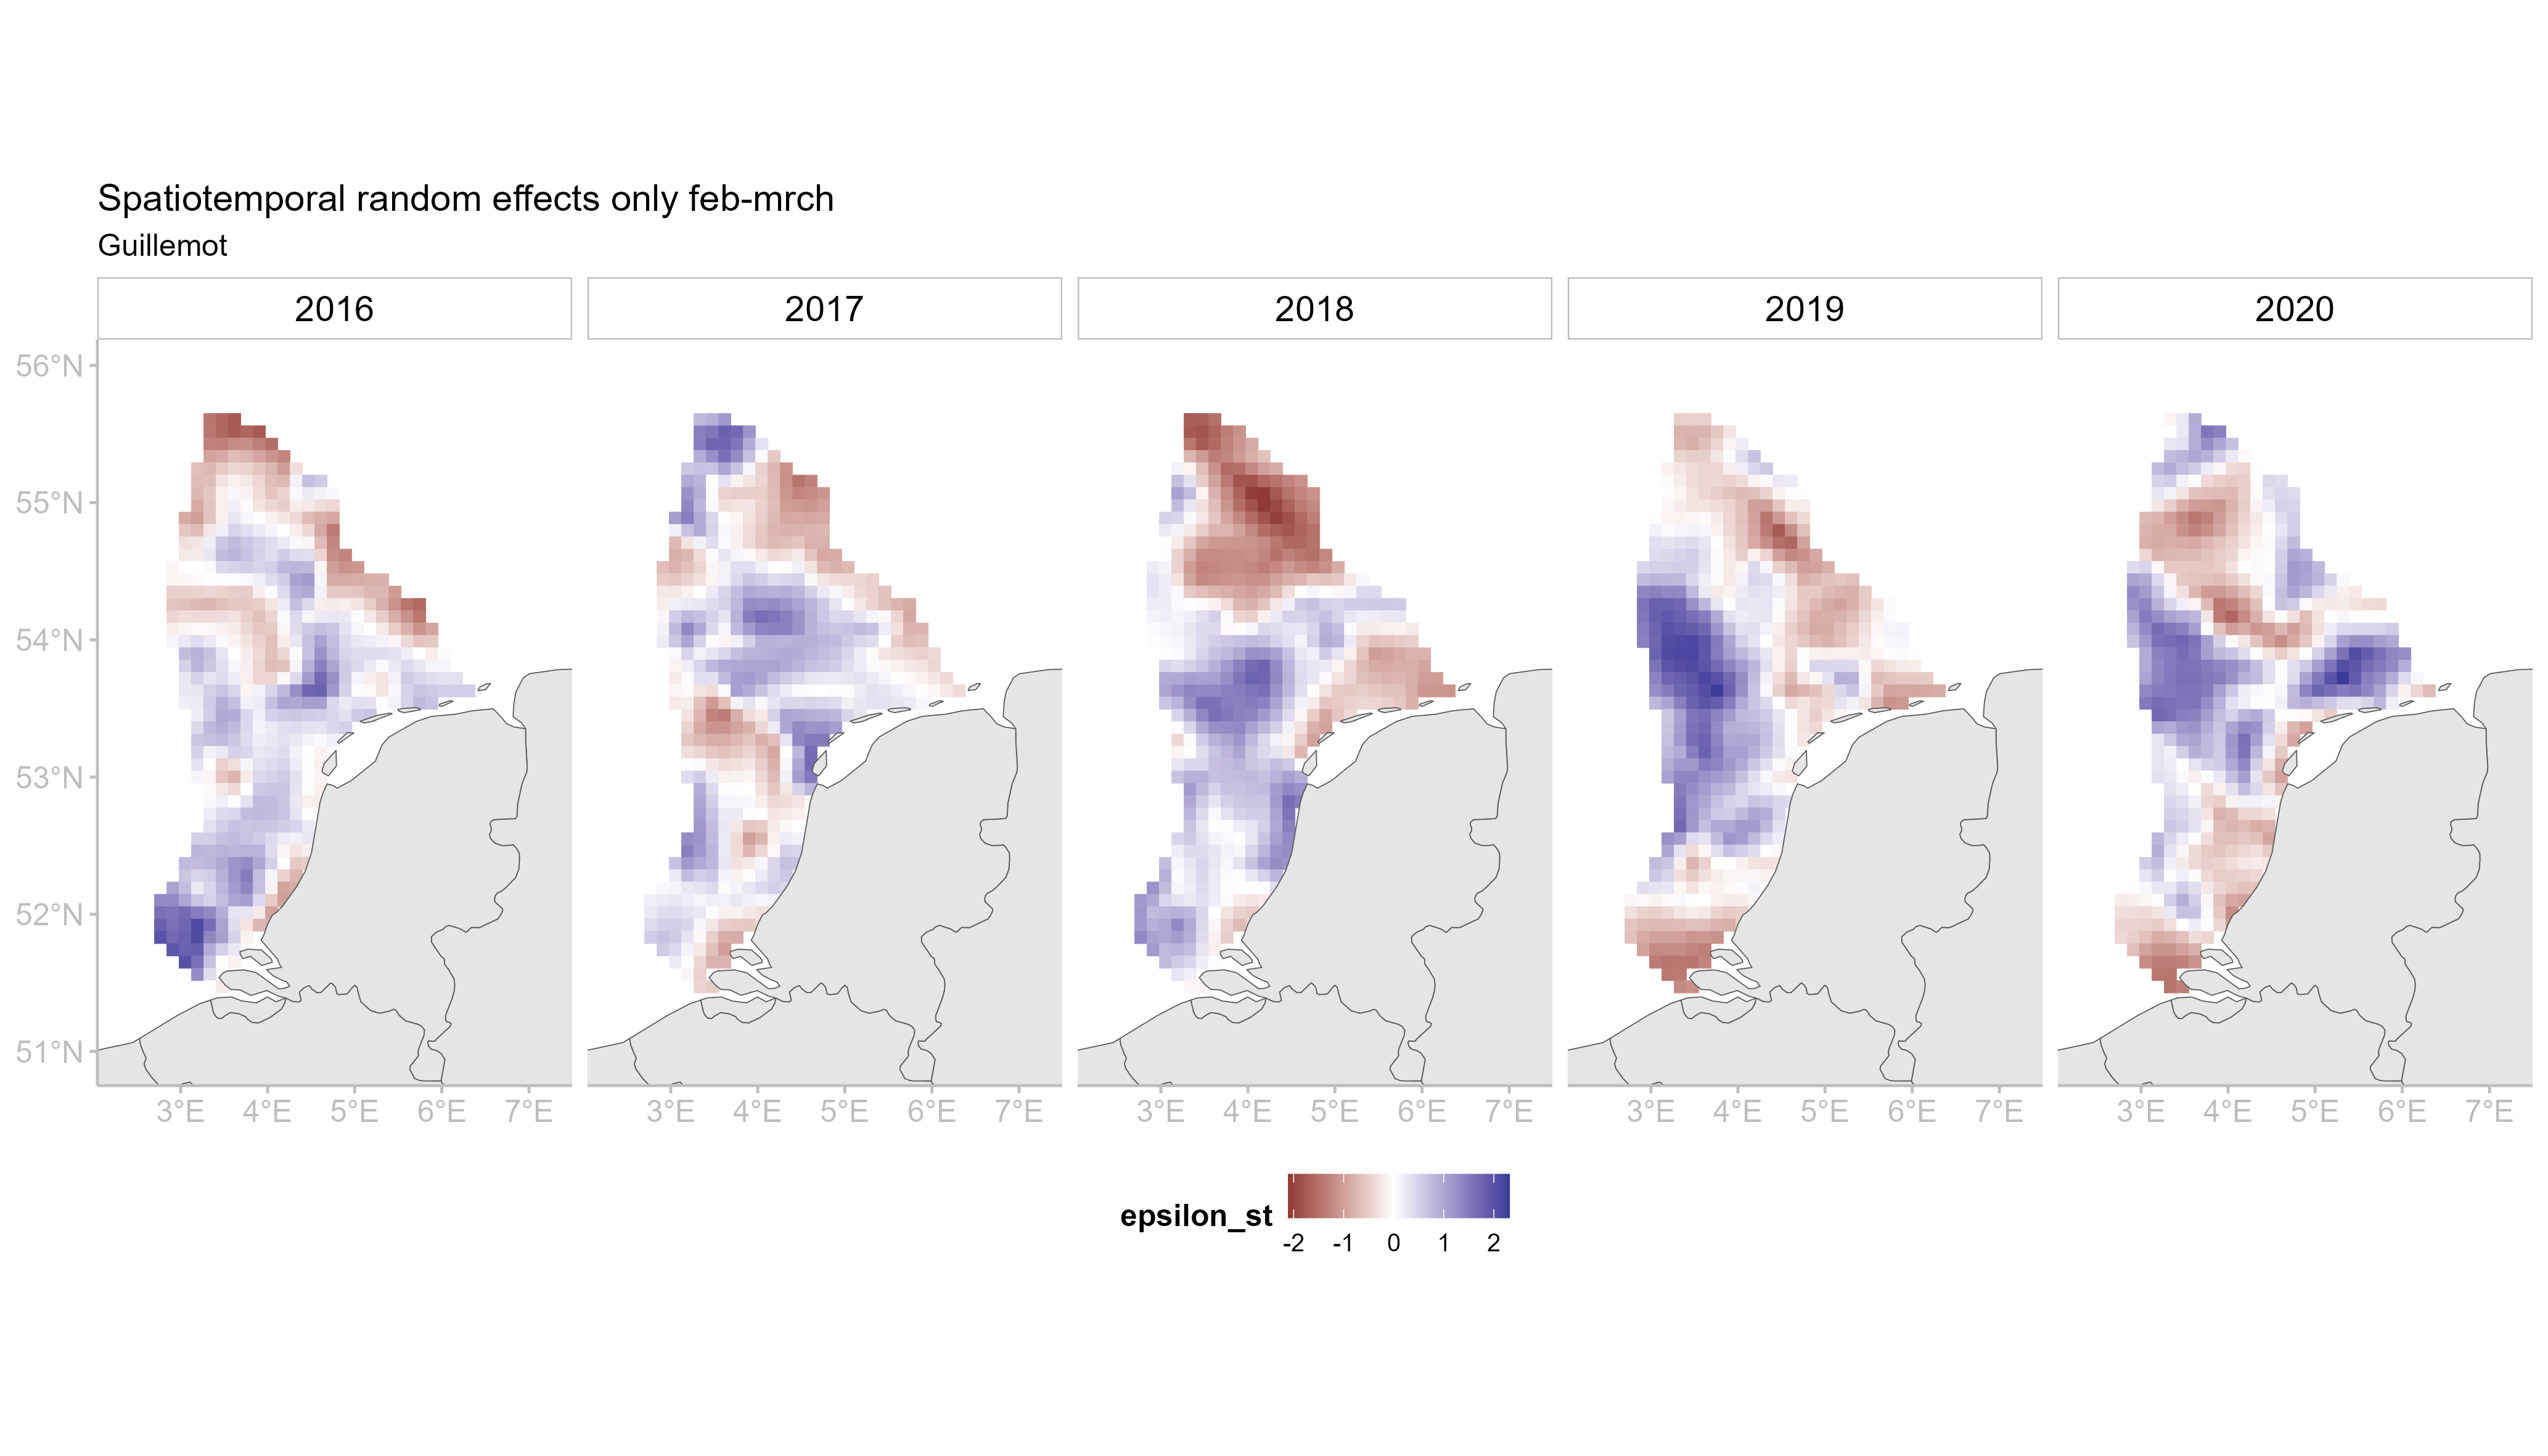 Spatiotemporal random effects only feb-mrch
Guillemot
2016 2017 2018 2019 2020
56°N
55°N
54°N
53°N
52°N
51°N
3°E 4°E 5°E 6°E 7°E 3°E 4°E 5°E 6°E 7°E 3°E 4°E 5°E 6°E 7°E 3°E 4°E 5°E 6°E 7°E 3°E 4°E 5°E 6°E 7°E
epsilon_st
-2 -1 0 1 2